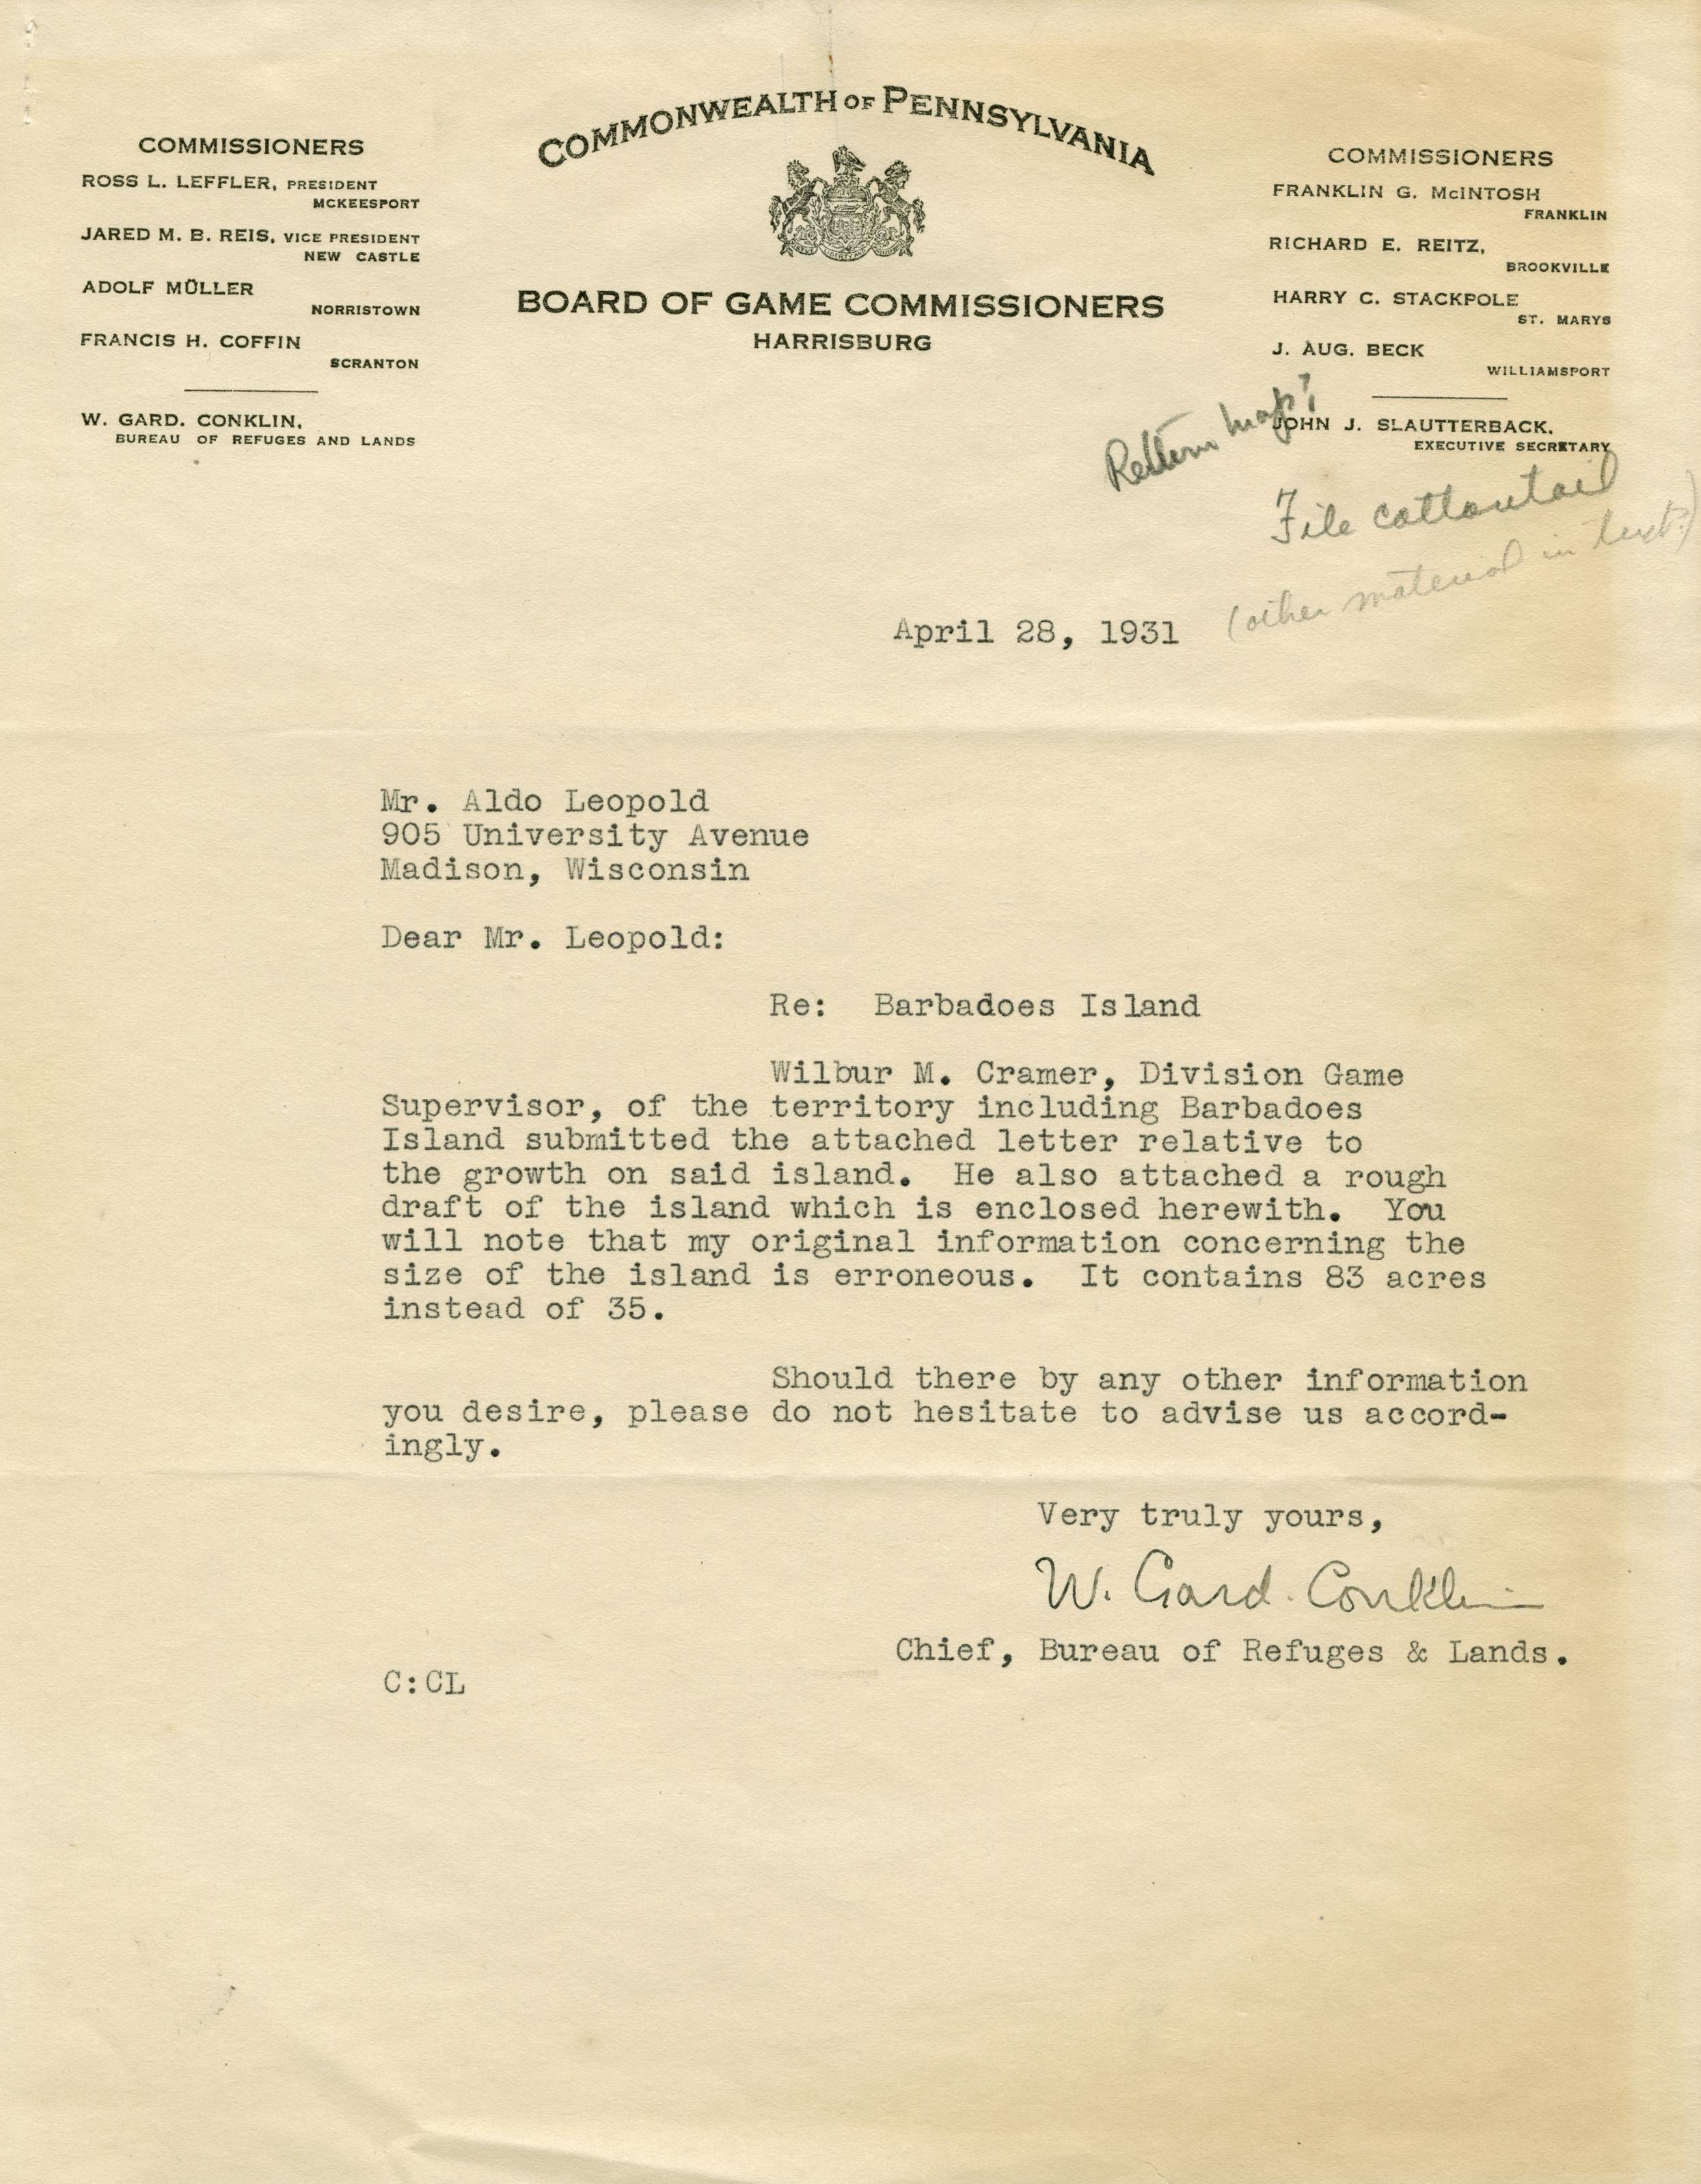 COMMONWEALTH OF PENNSYLVANIA
BOARD OF GAME COMMISSIONERS
HARRISBURG
COMMISSIONERS
ROSS L. LEFFLER, PRESIDENT
MCKEESPORT
JARED M. B. REIS, VICE PRESIDENT
NEW CASTLE
ADOLF MÜLLER
NORRISTOWN
FRANCIS H. COFFIN
SCRANTON
W. GARD. CONKLIN,
BUREAU OF REFUGES AND LANDS
COMMISSIONERS
FRANKLIN G. McINTOSH
FRANKLIN
RICHARD E. REITZ,
BROOKVILLE
HARRY C. STACKPOLE
ST. MARYS
J. AUG. BECK
WILLIAMSPORT
JOHN J. SLAUTTERBACK,
EXECUTIVE SECRETARY
Return map?
File cottontail
(other material in text)
April 28, 1931
Mr. Aldo Leopold
905 University Avenue
Madison, Wisconsin
Dear Mr. Leopold:
Re: Barbadoes Island
Wilbur M. Cramer, Division Game
Supervisor, of the territory including Barbadoes
Island submitted the attached letter relative to
the growth on said island. He also attached a rough
draft of the island which is enclosed herewith. You
will note that my original information concerning the
size of the island is erroneous. It contains 83 acres
instead of 35.
Should there by any other information
you desire, please do not hesitate to advise us accord-
ingly.
Very truly yours,
W. Gard. Conklin
Chief, Bureau of Refuges & Lands.
C:CL